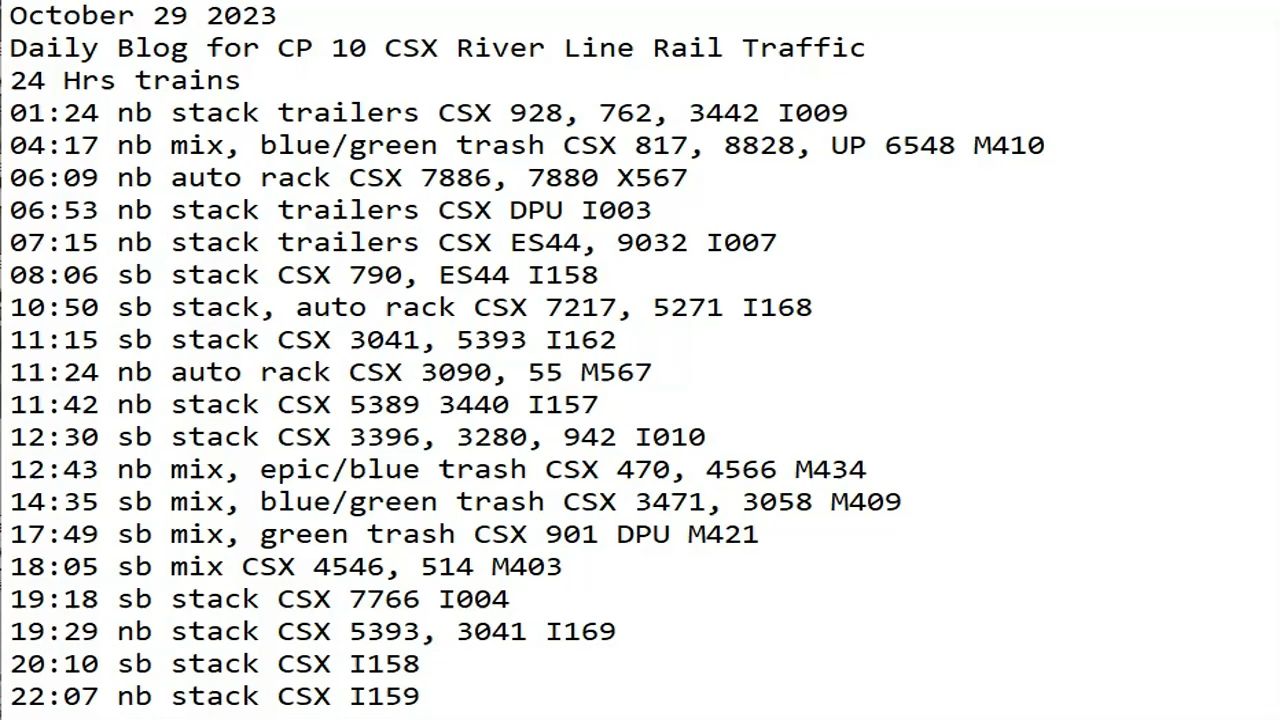 October 29 2023
Daily Blog for CP 10 CSX River Line Rail Traffic
24 Hrs trains
01:24 nb stack trailers CSX 928, 762, 3442 I009
04:17 nb mix, blue/green trash CSX 817, 8828, UP 6548 M410
06:09 nb auto rack CSX 7886, 7880 X567
06:53 nb stack trailers CSX DPU I003
07:15 nb stack trailers CSX ES44, 9032 I007
08:06 sb stack CSX 790, ES44 I158
10:50 sb stack, auto rack CSX 7217, 5271 I168
11:15 sb stack CSX 3041, 5393 I162
11:24 nb auto rack CSX 3090, 55 M567
11:42 nb stack CSX 5389 3440 I157
12:30 sb stack CSX 3396, 3280, 942 I010
12:43 nb mix, epic/blue trash CSX 470, 4566 M434
14:35 sb mix, blue/green trash CSX 3471, 3058 M409
17:49 sb mix, green trash CSX 901 DPU M421
18:05 sb mix CSX 4546, 514 M403
19:18 sb stack CSX 7766 I004
19:29 nb stack CSX 5393, 3041 I169
20:10 sb stack CSX I158
22:07 nb stack CSX I159